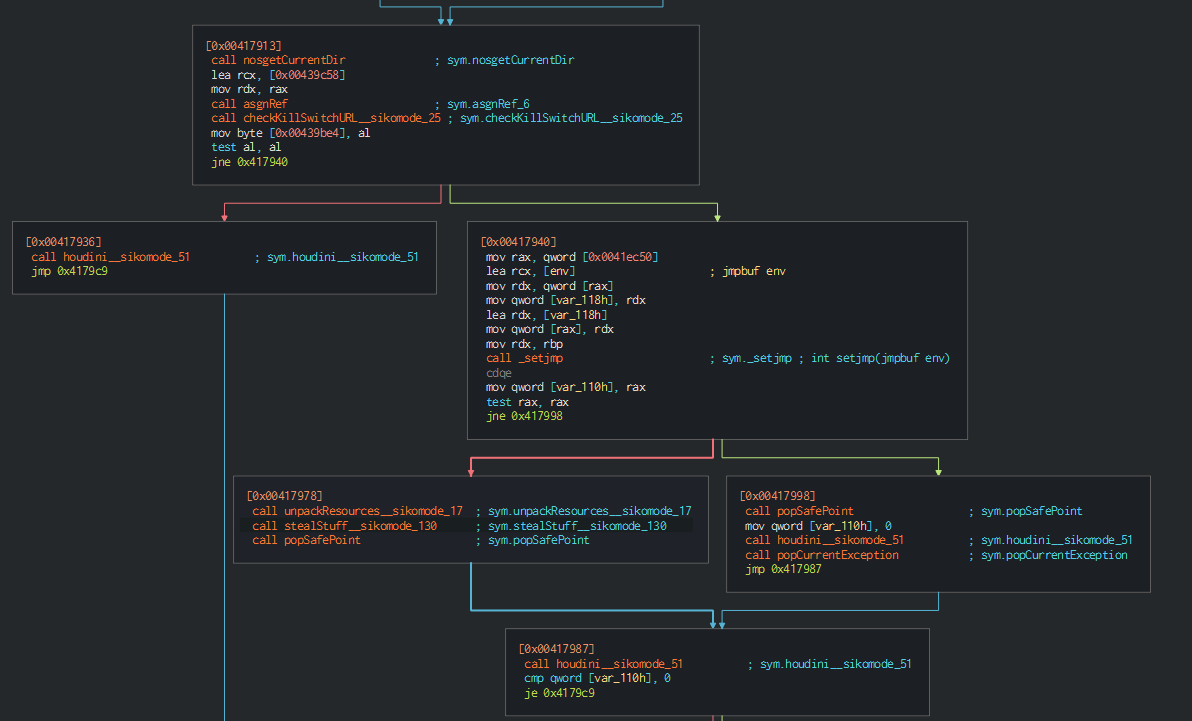 [0x00417913]
call nosgetCurrentDir ; sym.nosgetCurrentDir
lea rcx, [0x00439c58]
mov rdx, rax
call asgnRef ; sym.asgnRef_6
call checkKillSwitchURL__sikomode_25 ; sym.checkKillSwitchURL__sikomode_25
mov byte [0x00439be4], al
test al, al
jne 0x417940
[0x00417936]
call houdini__sikomode_51 ; sym.houdini__sikomode_51
jmp 0x4179c9
[0x00417940]
mov rax, qword [0x0041ec50]
lea rcx, [env] ; jmpbuf env
mov rdx, qword [rax]
mov qword [var_118h], rdx
lea rdx, [var_118h]
mov qword [rax], rdx
mov rdx, rbp
call _setjmp ; sym._setjmp ; int setjmp(jmpbuf env)
cdqe
mov qword [var_110h], rax
test rax, rax
jne 0x417998
[0x00417978]
call unpackResources__sikomode_17 ; sym.unpackResources__sikomode_17
call stealStuff__sikomode_130 ; sym.stealStuff__sikomode_130
call popSafePoint ; sym.popSafePoint
[0x00417998]
call popSafePoint ; sym.popSafePoint
mov qword [var_110h], 0
call houdini__sikomode_51 ; sym.houdini__sikomode_51
call popCurrentException ; sym.popCurrentException
jmp 0x417987
[0x00417987]
call houdini__sikomode_51 ; sym.houdini__sikomode_51
cmp qword [var_110h], 0
je 0x4179c9